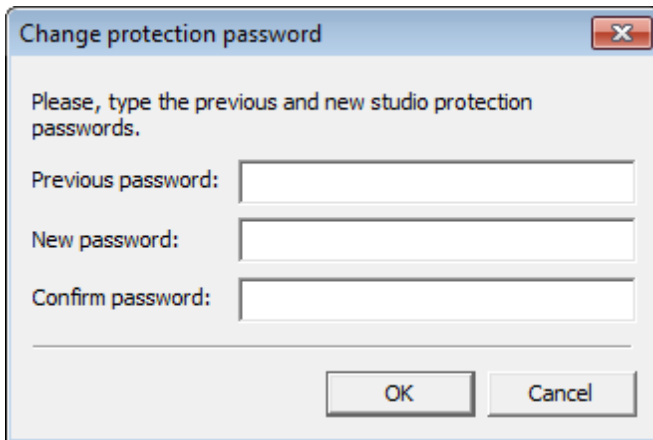 Change protection password
Please, type the previous and new studio protection
passwords.
Previous password:
New password:
Confirm password:
OK Cancel